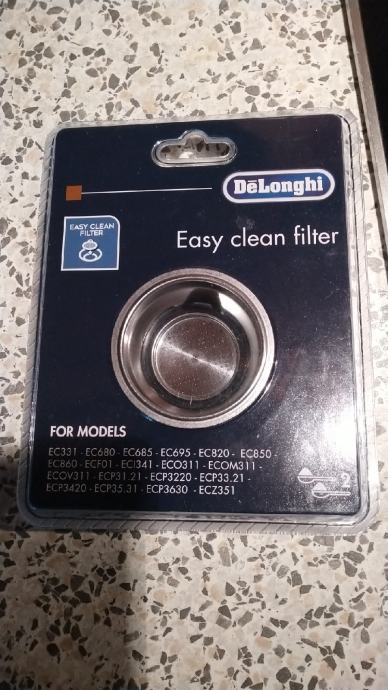 DeLonghi
EASY CLEAN
FILTER
Easy clean filter
FOR MODELS
EC331 - EC680 - EC685 - EC695 - EC820 - EC850 -
EC860 - ECF01 - ECI341 - ECO311 - ECOM311 -
ECOV311 - ECP31.21 - ECP3220 - ECP33.21 -
ECP3420 - ECP35.31 - ECP3630 - ECZ351
2